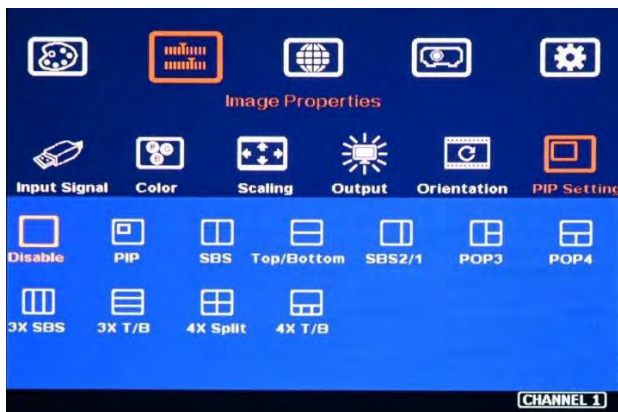 Image Properties
Input Signal Color Scaling Output Orientation PIP Setting
Disable PIP SBS Top/Bottom SBS2/1 POP3 POP4
3X SBS 3X T/B 4X Split 4X T/B
CHANNEL 1